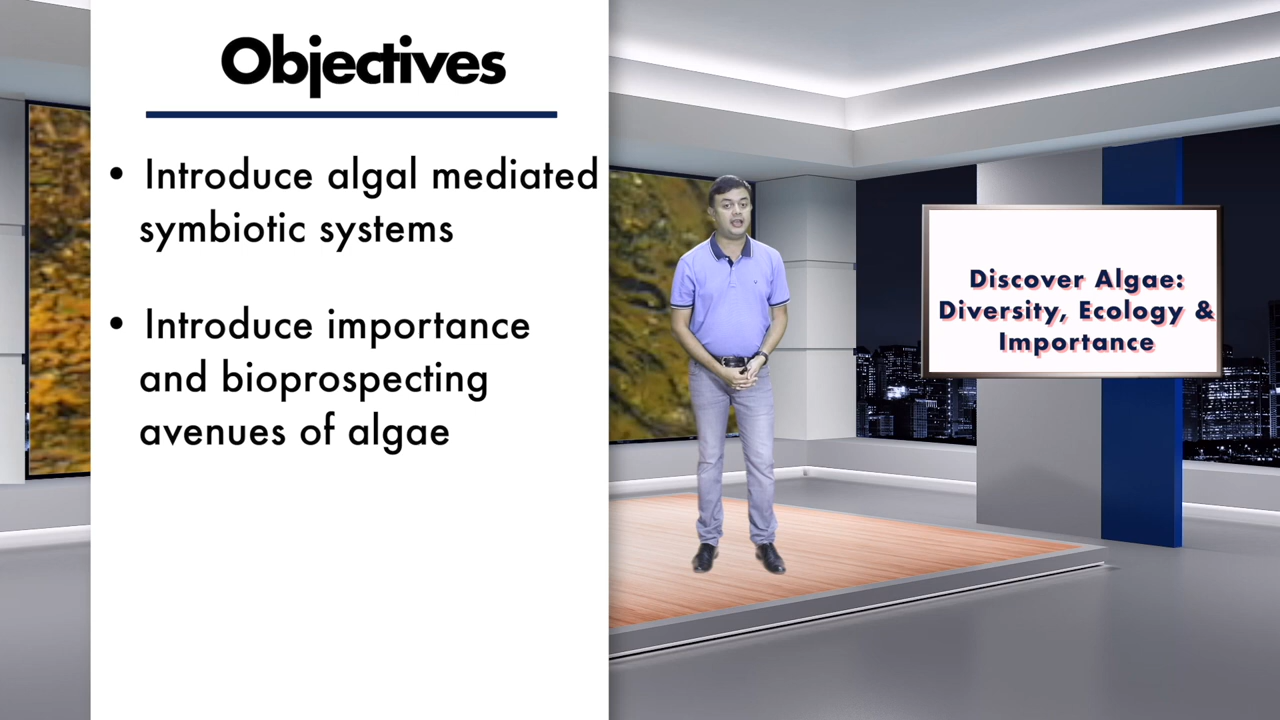 Objectives
• Introduce algal mediated
symbiotic systems
• Introduce importance
and bioprospecting
avenues of algae
Discover Algae:
Diversity, Ecology &
Importance